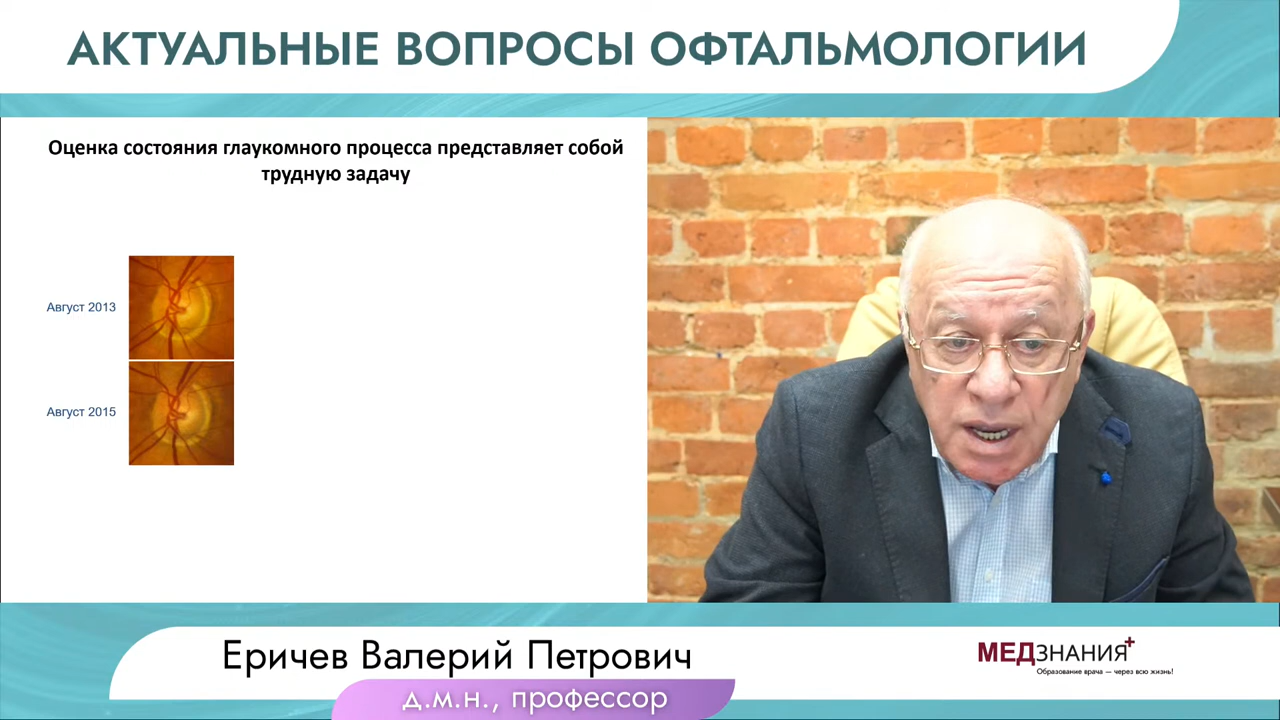 АКТУАЛЬНЫЕ ВОПРОСЫ ОФТАЛЬМОЛОГИИ
Оценка состояния глаукомного процесса представляет собой
трудную задачу
Август 2013
Август 2015
Еричев Валерий Петрович
д.м.н., профессор
МЕДЗНАНИЯ+
Образование врача — через всю жизнь!